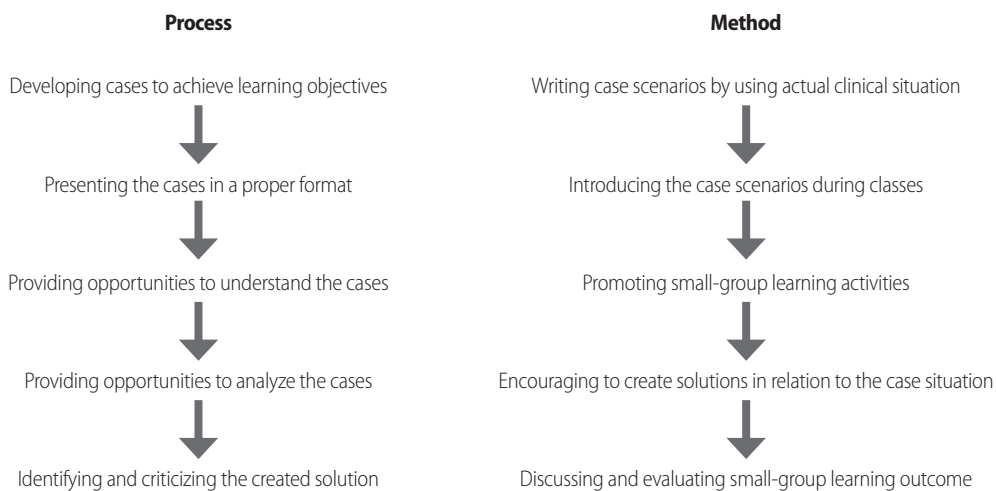 Process
Developing cases to achieve learning objectives
Presenting the cases in a proper format
Providing opportunities to understand the cases
Providing opportunities to analyze the cases
Identifying and criticizing the created solution
Method
Writing case scenarios by using actual clinical situation
Introducing the case scenarios during classes
Promoting small-group learning activities
Encouraging to create solutions in relation to the case situation
Discussing and evaluating small-group learning outcome